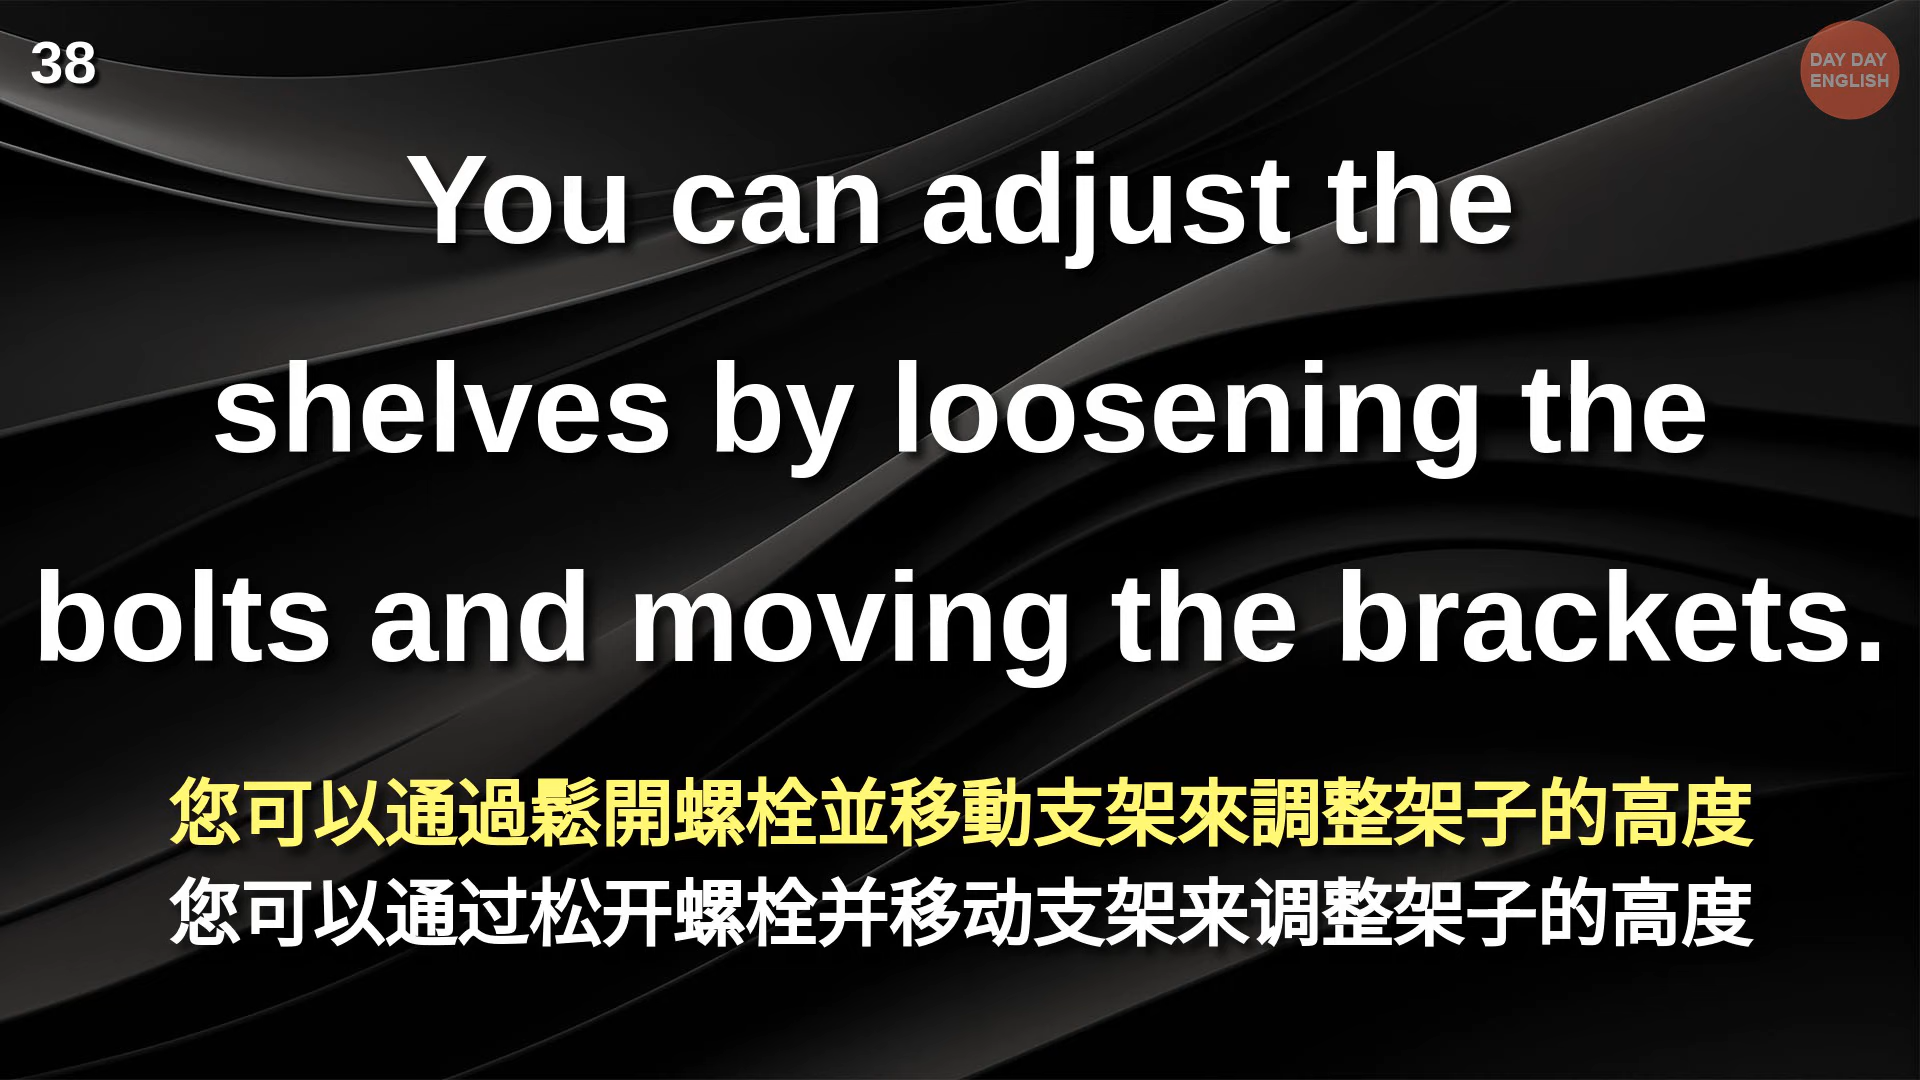 38
DAY DAY
ENGLISH
You can adjust the
shelves by loosening the
bolts and moving the brackets.
您可以通過鬆開螺栓並移動支架來調整架子的高度
您可以通过松开螺栓并移动支架来调整架子的高度